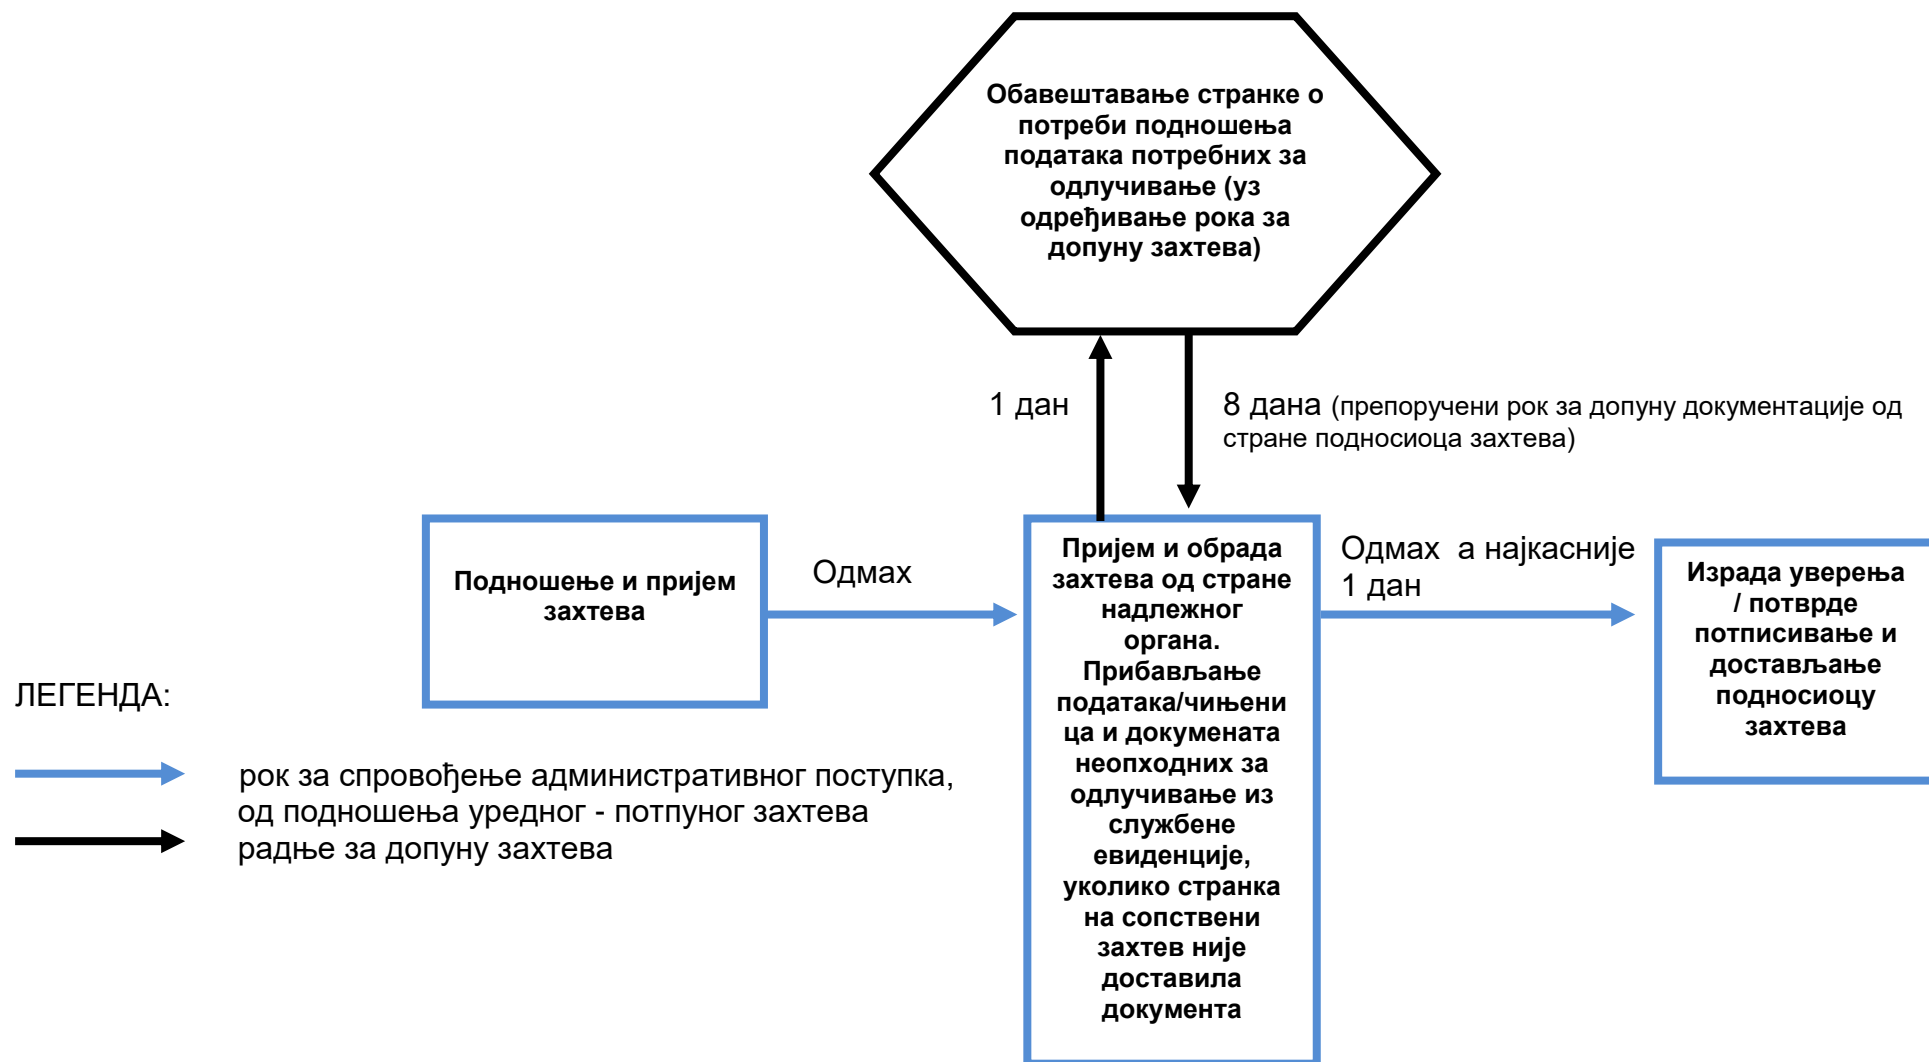 Обавештавање странке о
потреби подношења
података потребних за
одлучивање (уз
одређивање рока за
допуну захтева)
1 дан
8 дана (препоручени рок за допуну документације од
стране подносиоца захтева)
Подношење и пријем
захтева
Одмах
Пријем и обрада
захтева од стране
надлежног
органа.
Прибављање
података/чињени
ца и докумената
неопходних за
одлучивање из
службене
евиденције,
уколико странка
на сопствени
захтев није
доставила
документа
Одмах а најкасније
1 дан
Израда уверења
/ потврде
потписивање и
достављање
подносиоцу
захтева
ЛЕГЕНДА:
рок за спровођење административног поступка,
од подношења уредног - потпуног захтева
радње за допуну захтева